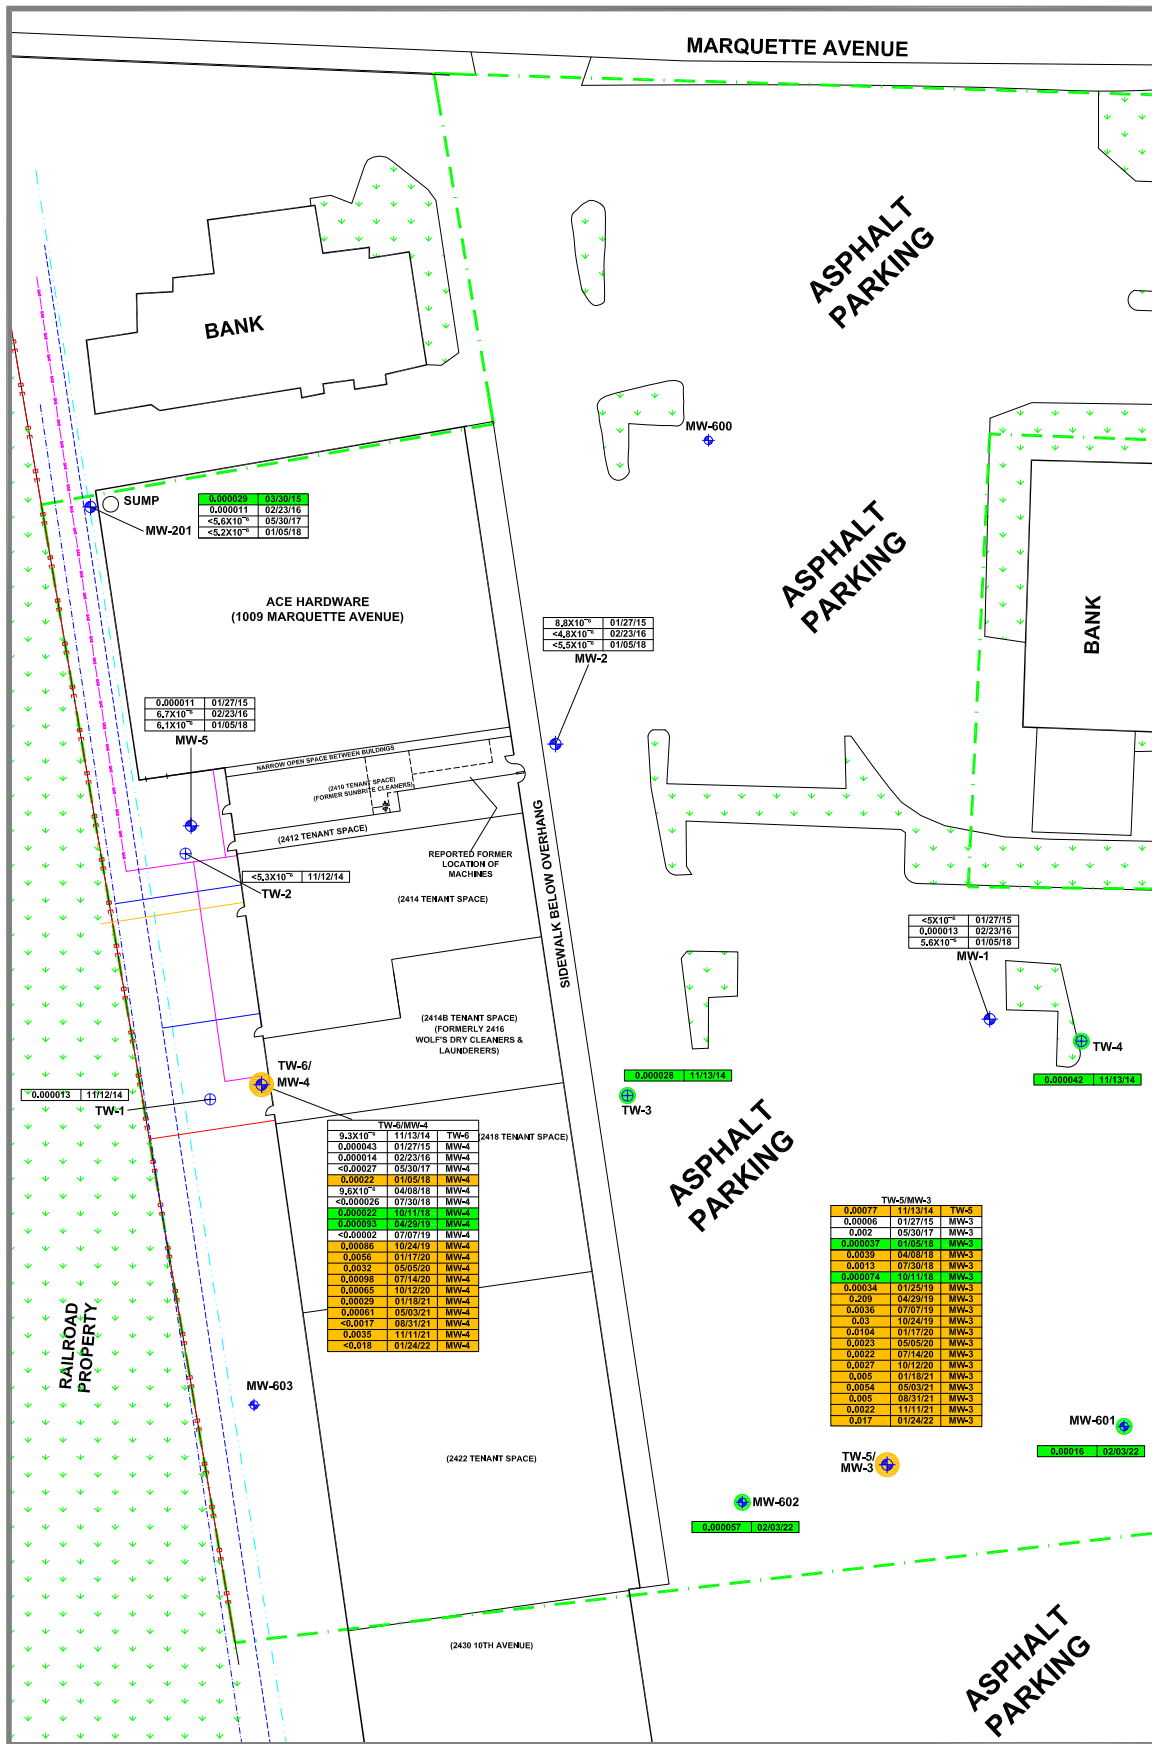 MARQUETTE AVENUE
ASPHALT
PARKING
BANK
MW-600
SUMP
MW-201
0.000029 03/30/15
0.000011 02/23/16
<5.6X10⁻⁶ 05/30/17
<5.2X10⁻⁶ 01/05/18
ASPHALT
PARKING
ACE HARDWARE
(1009 MARQUETTE AVENUE)
BANK
8.8X10⁻⁶ 01/27/15
<4.8X10⁻⁶ 02/23/16
<5.5X10⁻⁶ 01/05/18
MW-2
0.000011 01/27/15
6.7X10⁻⁶ 02/23/16
6.1X10⁻⁶ 01/05/18
MW-5
NARROW OPEN SPACE BETWEEN BUILDINGS
(2410 TENANT SPACE)
(FORMER SUNBRITE CLEANERS)
(2412 TENANT SPACE)
REPORTED FORMER
LOCATION OF
MACHINES
SIDEWALK BELOW OVERHANG
<5.3X10⁻⁶ 11/12/14
TW-2
(2414 TENANT SPACE)
<5X10⁻⁶ 01/27/15
0.000013 02/23/16
5.6X10⁻⁶ 01/05/18
MW-1
(2414B TENANT SPACE)
(FORMERLY 2416
WOLF'S DRY CLEANERS &
LAUNDERERS)
TW-4
0.000042 11/13/14
0.000028 11/13/14
TW-3
TW-6/
MW-4
0.000013 11/12/14
TW-1
TW-6/MW-4
9.3X10⁻⁶ 11/13/14 TW-6
0.000043 01/27/15 MW-4
0.000014 02/23/16 MW-4
<0.00027 05/30/17 MW-4
0.00022 01/05/18 MW-4
9.6X10⁻⁶ 04/08/18 MW-4
<0.000026 07/30/18 MW-4
0.000022 10/11/18 MW-4
0.000093 04/29/19 MW-4
<0.00002 07/07/19 MW-4
0.00086 10/24/19 MW-4
0.0056 01/17/20 MW-4
0.0032 05/05/20 MW-4
0.00098 07/14/20 MW-4
0.00065 10/12/20 MW-4
0.00029 01/18/21 MW-4
0.00061 05/03/21 MW-4
<0.0017 08/31/21 MW-4
0.0035 11/11/21 MW-4
<0.018 01/24/22 MW-4
(2418 TENANT SPACE)
ASPHALT
PARKING
TW-5/MW-3
0.00077 11/13/14 TW-5
0.00006 01/27/15 MW-3
0.002 05/30/17 MW-3
0.000037 01/05/18 MW-3
0.0039 04/08/18 MW-3
0.0013 07/30/18 MW-3
0.000074 10/11/18 MW-3
0.00034 01/25/19 MW-3
0.209 04/29/19 MW-3
0.0036 07/07/19 MW-3
0.03 10/24/19 MW-3
0.0104 01/17/20 MW-3
0.0023 05/05/20 MW-3
0.0022 07/14/20 MW-3
0.0027 10/12/20 MW-3
0.005 01/18/21 MW-3
0.0054 05/03/21 MW-3
0.005 08/31/21 MW-3
0.0022 11/11/21 MW-3
0.017 01/24/22 MW-3
RAILROAD
PROPERTY
MW-603
MW-601
0.00016 02/03/22
(2422 TENANT SPACE)
TW-5/
MW-3
MW-602
0.000057 02/03/22
(2430 10TH AVENUE)
ASPHALT
PARKING